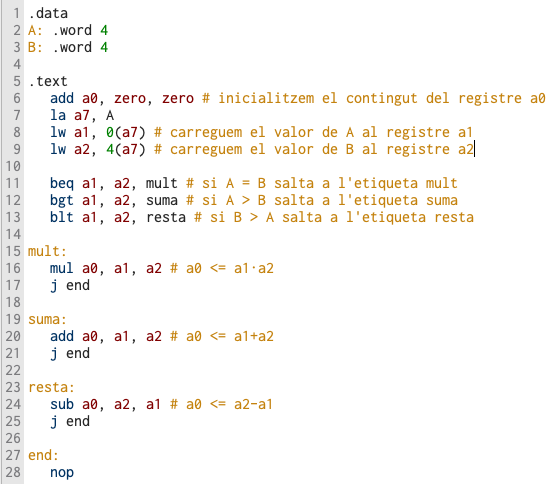 1 .data
2 A: .word 4
3 B: .word 4
4
5 .text
6 add a0, zero, zero # inicialitzem el contingut del registre a0
7 la a7, A
8 lw a1, 0(a7) # carreguem el valor de A al registre a1
9 lw a2, 4(a7) # carreguem el valor de B al registre a2
10
11 beq a1, a2, mult # si A = B salta a l'etiqueta mult
12 bgt a1, a2, suma # si A > B salta a l'etiqueta suma
13 blt a1, a2, resta # si B > A salta a l'etiqueta resta
14
15 mult:
16 mul a0, a1, a2 # a0 <= a1·a2
17 j end
18
19 suma:
20 add a0, a1, a2 # a0 <= a1+a2
21 j end
22
23 resta:
24 sub a0, a2, a1 # a0 <= a2-a1
25 j end
26
27 end:
28 nop